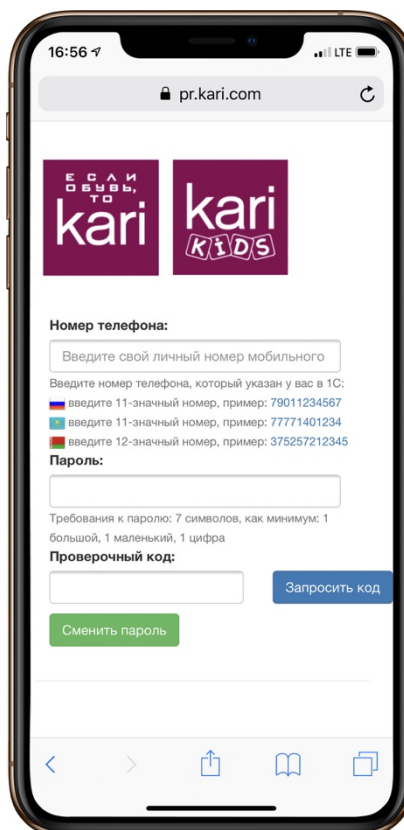 16:56
LTE
pr.kari.com
ЕСЛИ
ОБУВЬ,
ТО
kari
kari
KiDS
Номер телефона:
Введите свой личный номер мобильного
Введите номер телефона, который указан у вас в 1С:
введите 11-значный номер, пример: 79011234567
введите 11-значный номер, пример: 77771401234
введите 12-значный номер, пример: 375257212345
Пароль:
Требования к паролю: 7 символов, как минимум: 1
большой, 1 маленький, 1 цифра
Проверочный код:
Запросить код
Сменить пароль